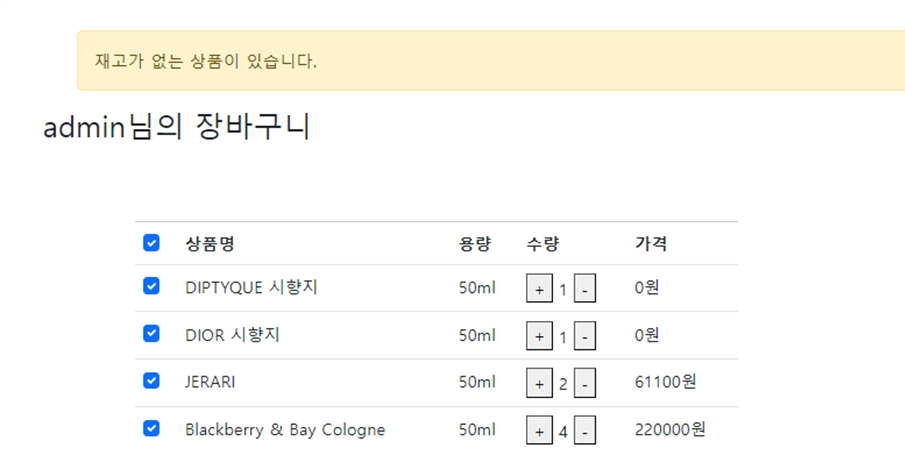 재고가 없는 상품이 있습니다.
admin님의 장바구니
상품명 용량 수량 가격
DIPTYQUE 시향지 50ml + 1 - 0원
DIOR 시향지 50ml + 1 - 0원
JERARI 50ml + 2 - 61100원
Blackberry & Bay Cologne 50ml + 4 - 220000원